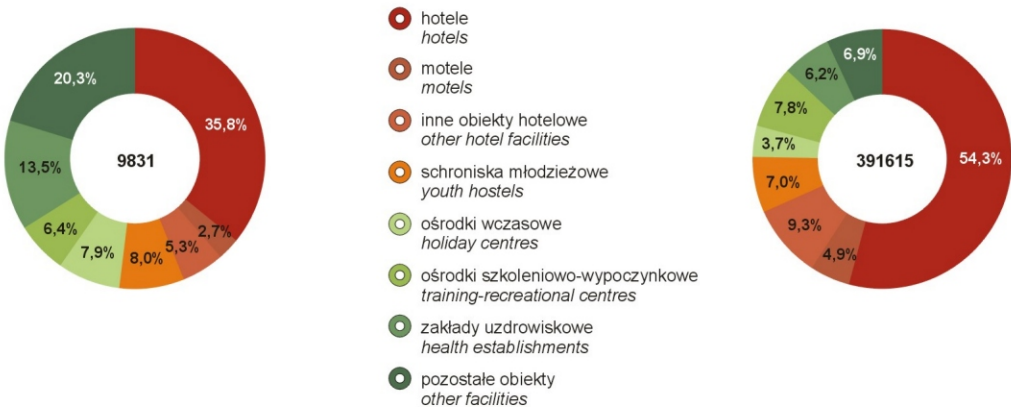 20,3%
35,8%
13,5%
9831
6,4%
7,9%
8,0%
5,3%
2,7%
hotele
hotels
motele
motels
inne obiekty hotelowe
other hotel facilities
schroniska młodzieżowe
youth hostels
ośrodki wczasowe
holiday centres
ośrodki szkoleniowo-wypoczynkowe
training-recreational centres
zakłady uzdrowiskowe
health establishments
pozostałe obiekty
other facilities
6,9%
6,2%
7,8%
3,7%
391615
54,3%
7,0%
9,3%
4,9%